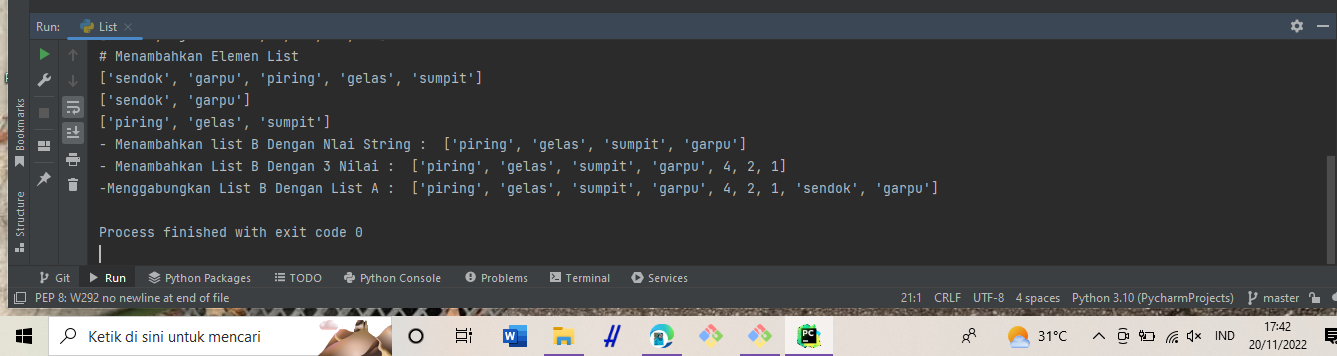 Run: List
# Menambahkan Elemen List
['sendok', 'garpu', 'piring', 'gelas', 'sumpit']
['sendok', 'garpu']
['piring', 'gelas', 'sumpit']
- Menambahkan list B Dengan Nlai String :  ['piring', 'gelas', 'sumpit', 'garpu']
- Menambahkan List B Dengan 3 Nilai :  ['piring', 'gelas', 'sumpit', 'garpu', 4, 2, 1]
-Menggabungkan List B Dengan List A :  ['piring', 'gelas', 'sumpit', 'garpu', 4, 2, 1, 'sendok', 'garpu']
Process finished with exit code 0
Bookmarks
Structure
Git Run Python Packages TODO Python Console Problems Terminal Services
PEP 8: W292 no newline at end of file 21:1 CRLF UTF-8 4 spaces Python 3.10 (PycharmProjects) master
Ketik di sini untuk mencari 31°C IND 17:42
20/11/2022